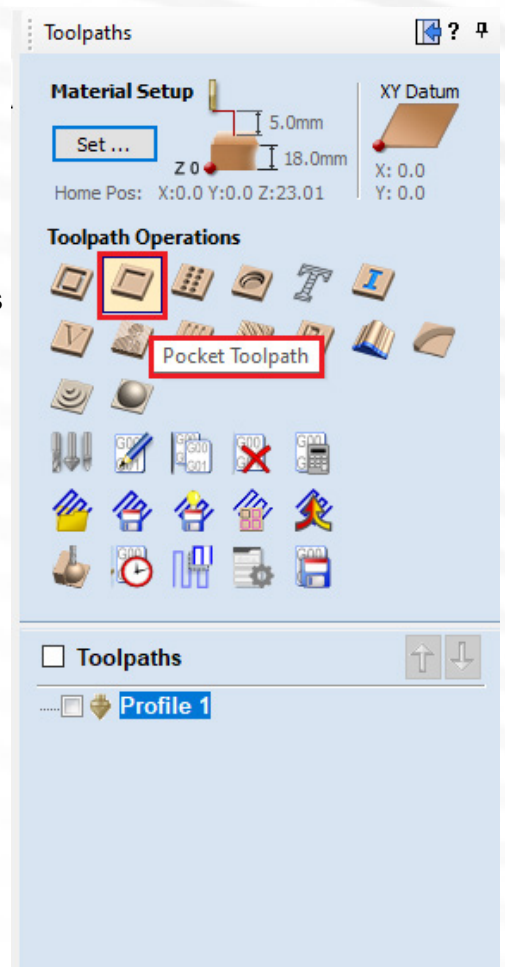 Toolpaths ?
Material Setup
XY Datum
Set ...
5.0mm
18.0mm
Z 0
X: 0.0
Y: 0.0
Home Pos: X:0.0 Y:0.0 Z:23.01
Toolpath Operations
Pocket Toolpath
Toolpaths
Profile 1